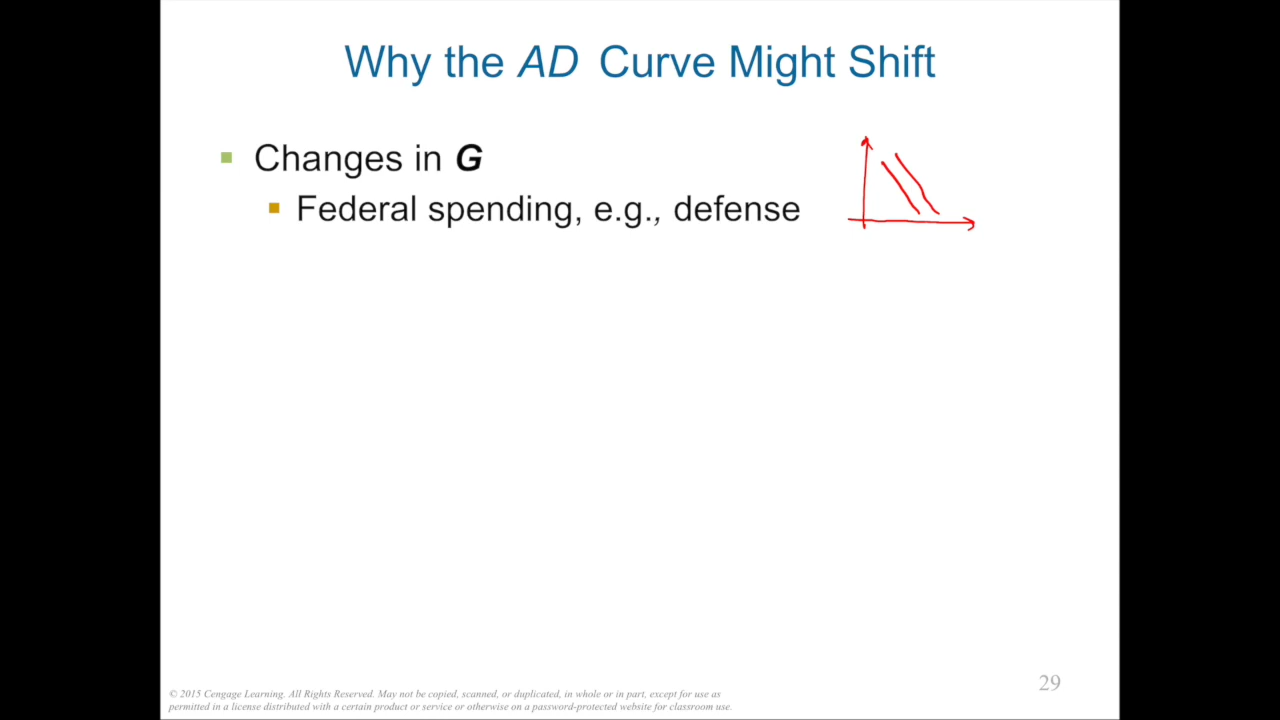 Why the AD Curve Might Shift
Changes in G
Federal spending, e.g., defense
© 2015 Cengage Learning. All Rights Reserved. May not be copied, scanned, or duplicated, in whole or in part, except for use as
permitted in a license distributed with a certain product or service or otherwise on a password-protected website for classroom use.
29